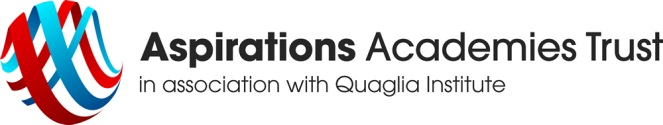 Aspirations Academies Trust
in association with Quaglia Institute